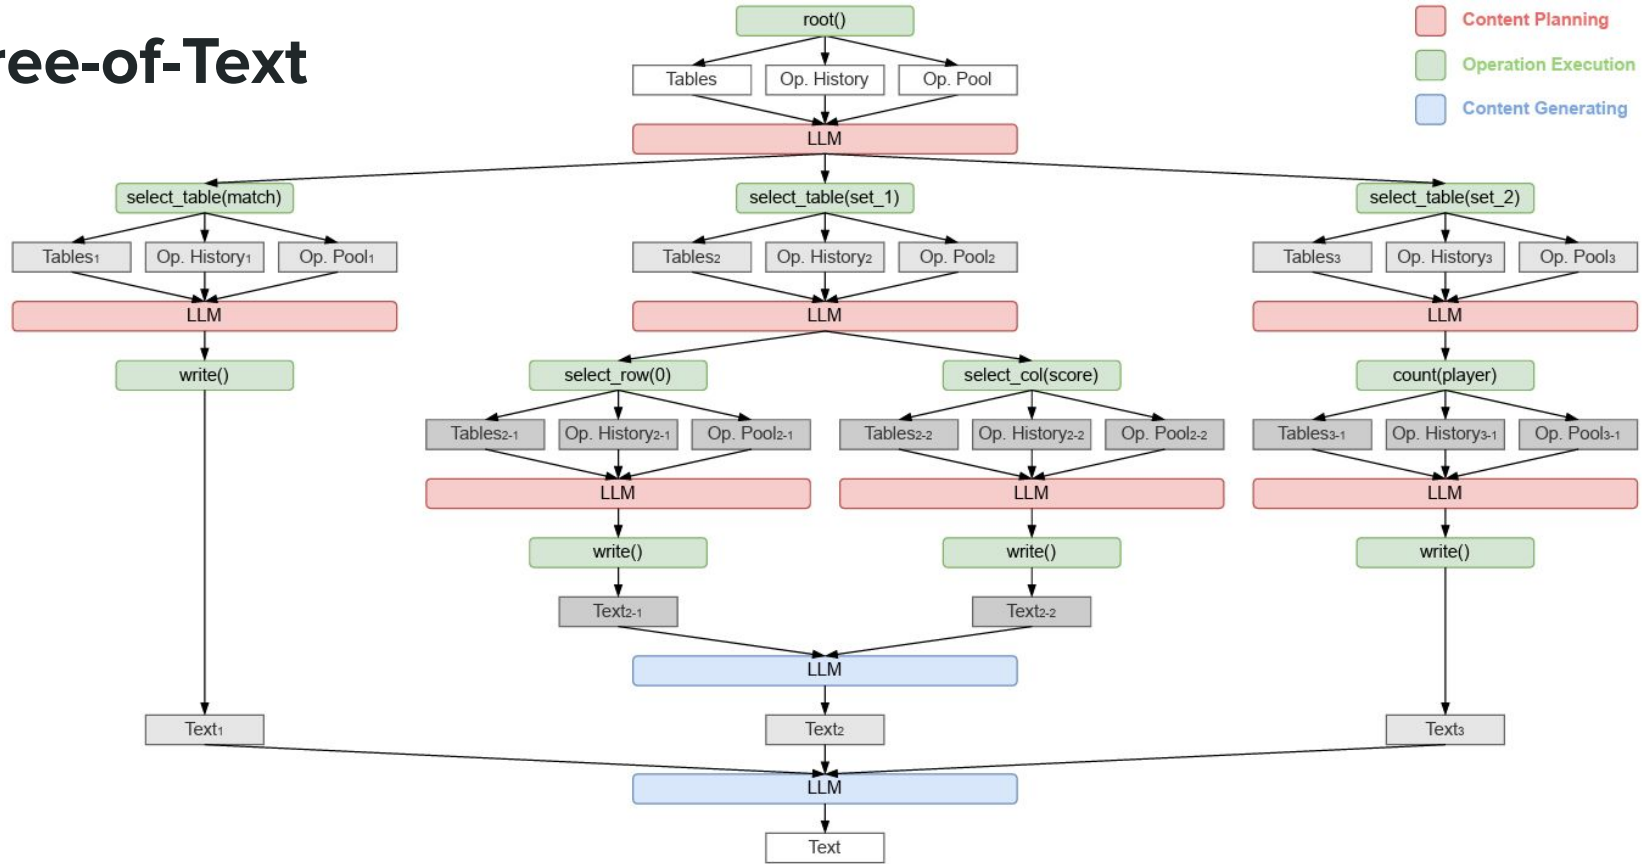 ree-of-Text
root()
Content Planning
Operation Execution
Content Generating
Tables
Op. History
Op. Pool
LLM
select_table(match)
select_table(set_1)
select_table(set_2)
Tables1
Op. History1
Op. Pool1
Tables2
Op. History2
Op. Pool2
Tables3
Op. History3
Op. Pool3
LLM
LLM
LLM
write()
select_row(0)
select_col(score)
count(player)
Tables2-1
Op. History2-1
Op. Pool2-1
Tables2-2
Op. History2-2
Op. Pool2-2
Tables3-1
Op. History3-1
Op. Pool3-1
LLM
LLM
LLM
write()
write()
write()
Text2-1
Text2-2
LLM
Text1
Text2
Text3
LLM
Text